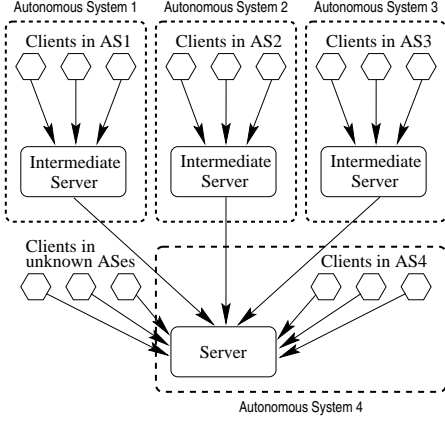 Autonomous System 1
Autonomous System 2
Autonomous System 3
Clients in AS1
Clients in AS2
Clients in AS3
Intermediate
Server
Intermediate
Server
Intermediate
Server
Clients in
unknown ASes
Clients in AS4
Server
Autonomous System 4